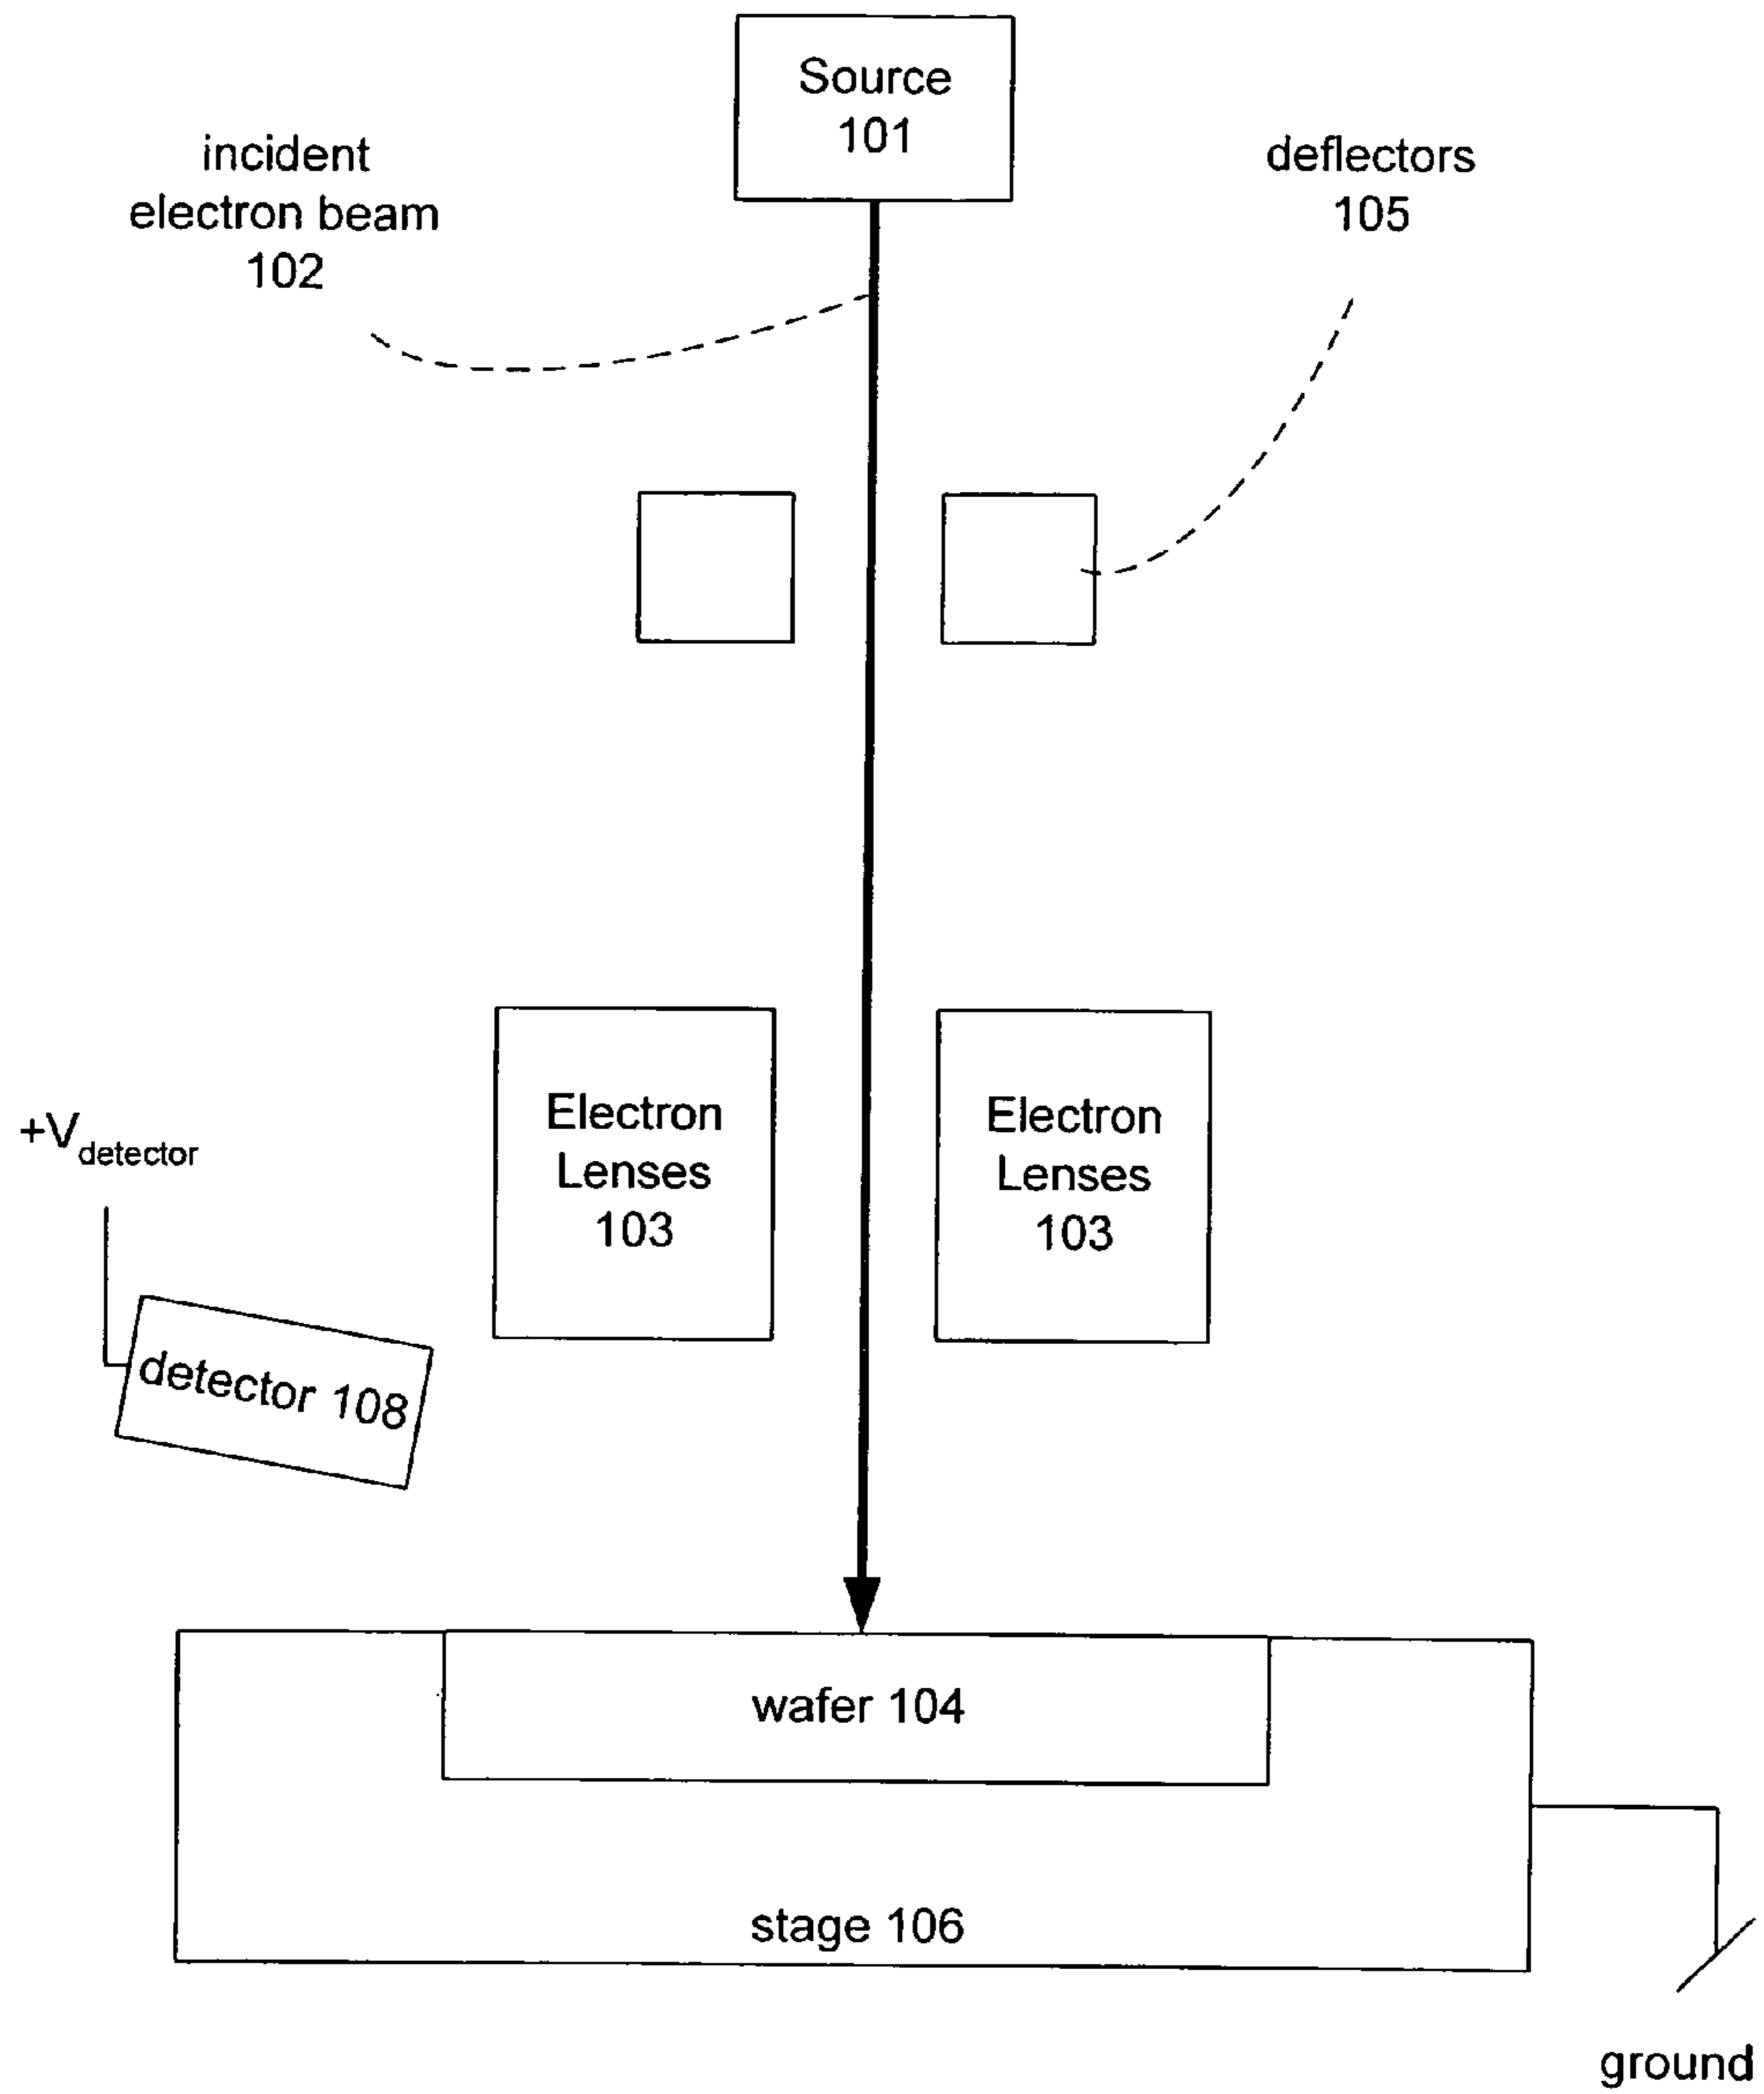 Source
101
incident
electron beam
102
deflectors
105
Electron
Lenses
103
Electron
Lenses
103
+Vdetector
detector 108
wafer 104
stage 106
ground